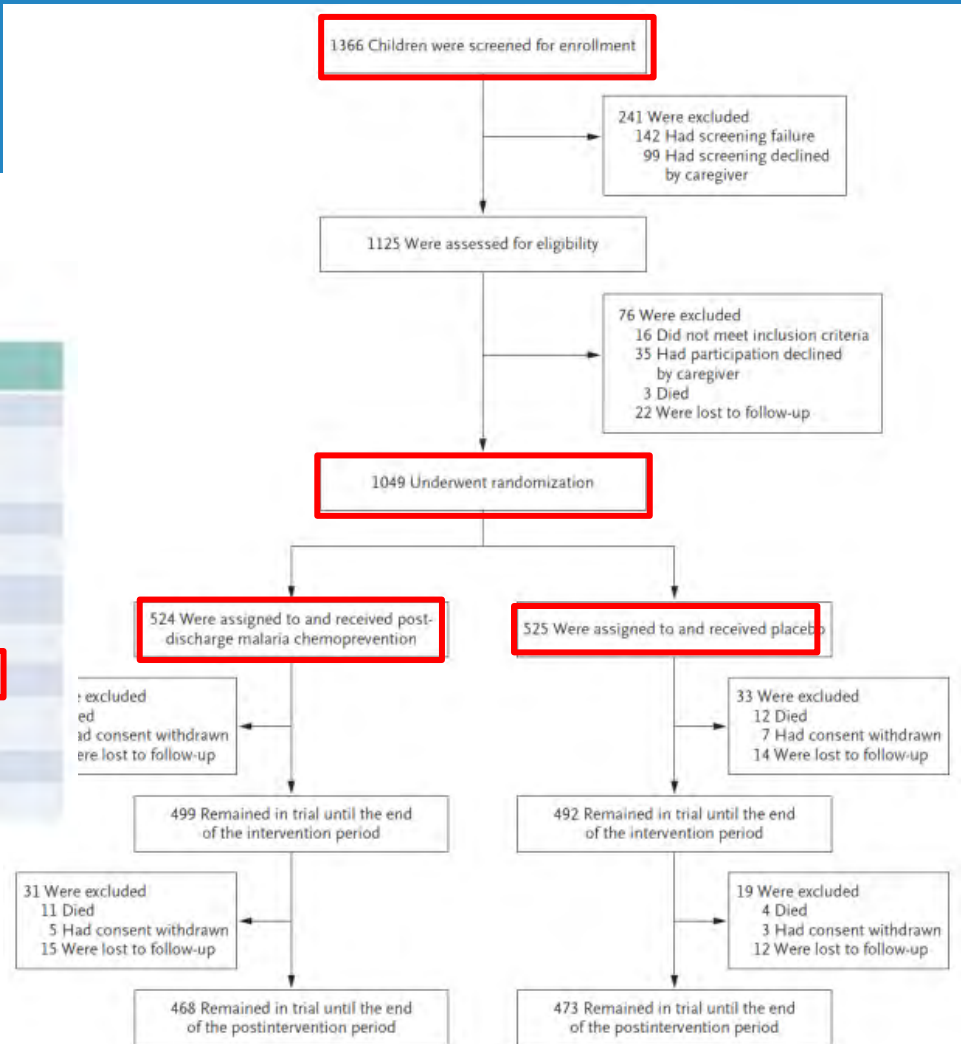 1366 Children were screened for enrollment
241 Were excluded
142 Had screening failure
99 Had screening declined
by caregiver
1125 Were assessed for eligibility
76 Were excluded
16 Did not meet inclusion criteria
35 Had participation declined
by caregiver
3 Died
22 Were lost to follow-up
1049 Underwent randomization
524 Were assigned to and received post-
discharge malaria chemoprevention
525 Were assigned to and received placebo
excluded
ed
ad consent withdrawn
ere lost to follow-up
33 Were excluded
12 Died
7 Had consent withdrawn
14 Were lost to follow-up
499 Remained in trial until the end
of the intervention period
492 Remained in trial until the end
of the intervention period
31 Were excluded
11 Died
5 Had consent withdrawn
15 Were lost to follow-up
19 Were excluded
4 Died
3 Had consent withdrawn
12 Were lost to follow-up
468 Remained in trial until the end
of the postintervention period
473 Remained in trial until the end
of the postintervention period